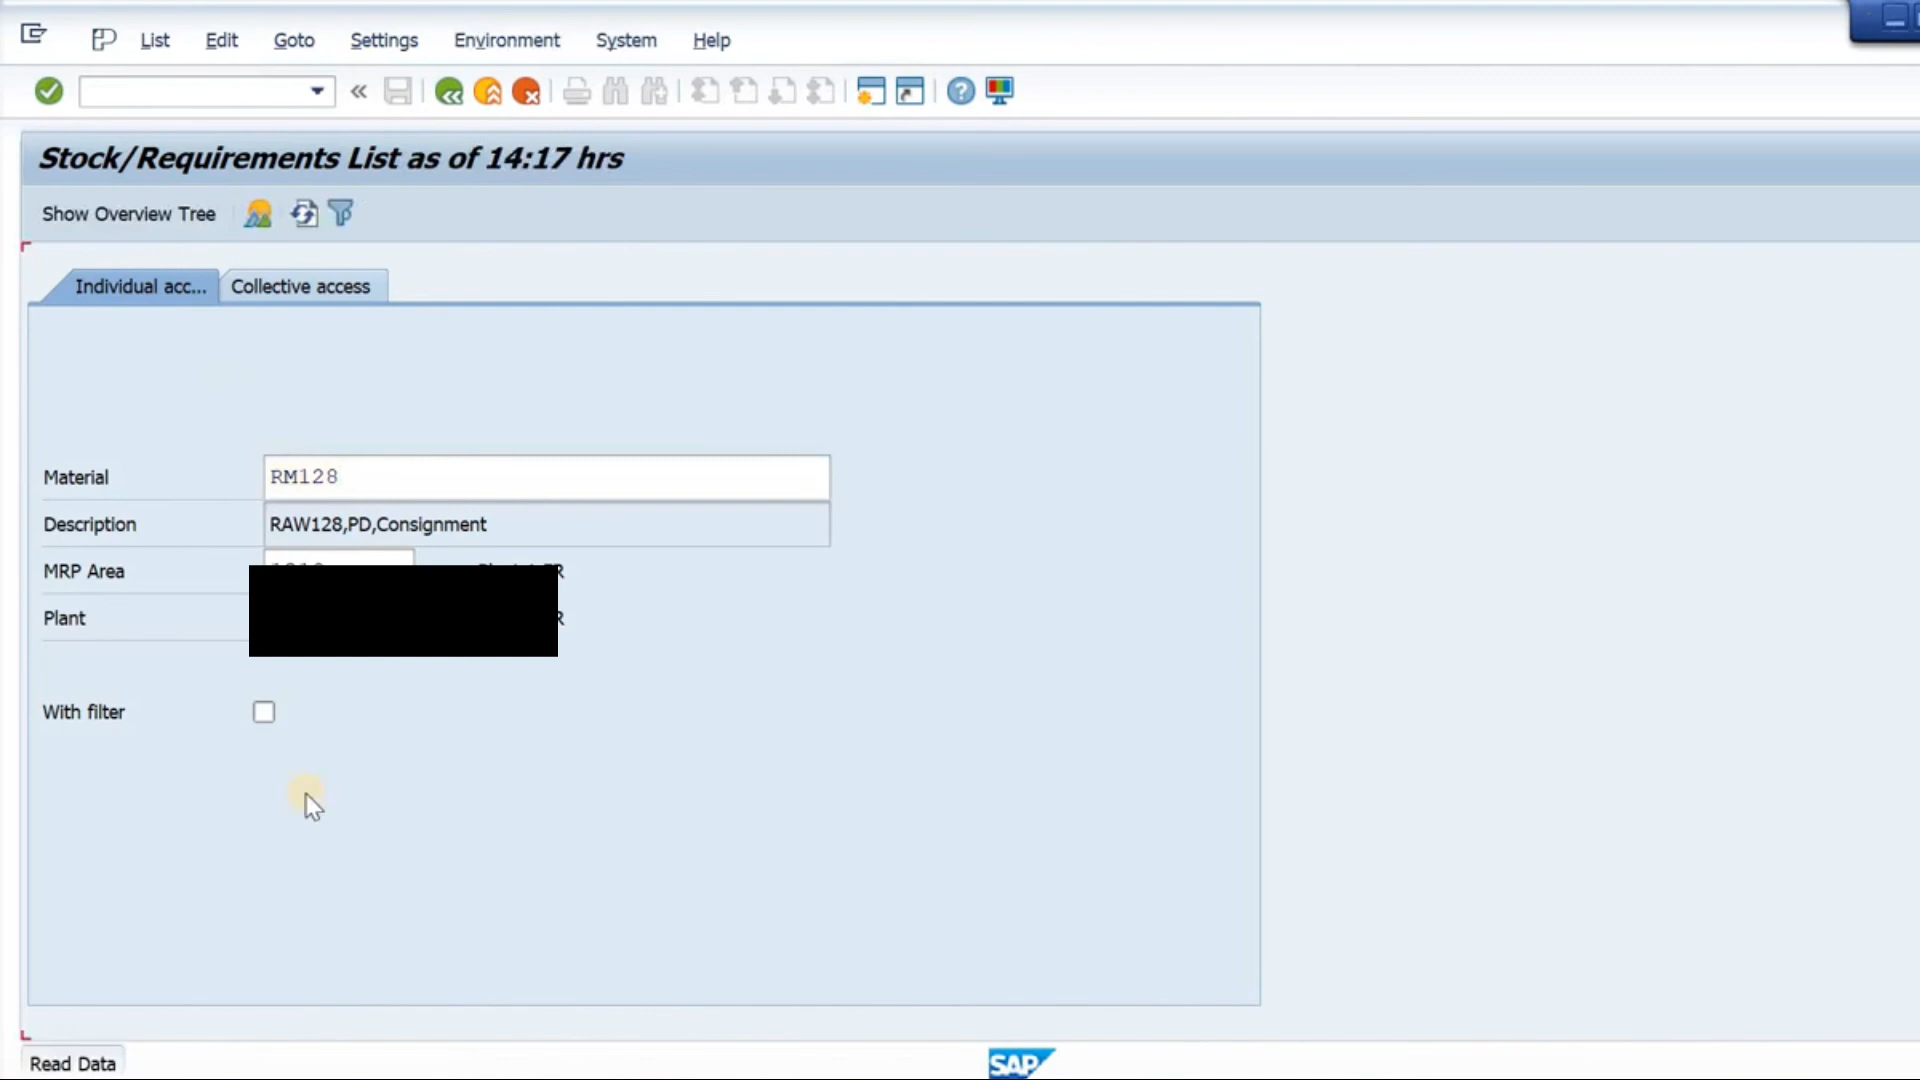 List Edit Goto Settings Environment System Help
Stock/Requirements List as of 14:17 hrs
Show Overview Tree
Individual acc... Collective access
Material RM128
Description RAW128,PD,Consignment
MRP Area
Plant
With filter
Read Data
SAP